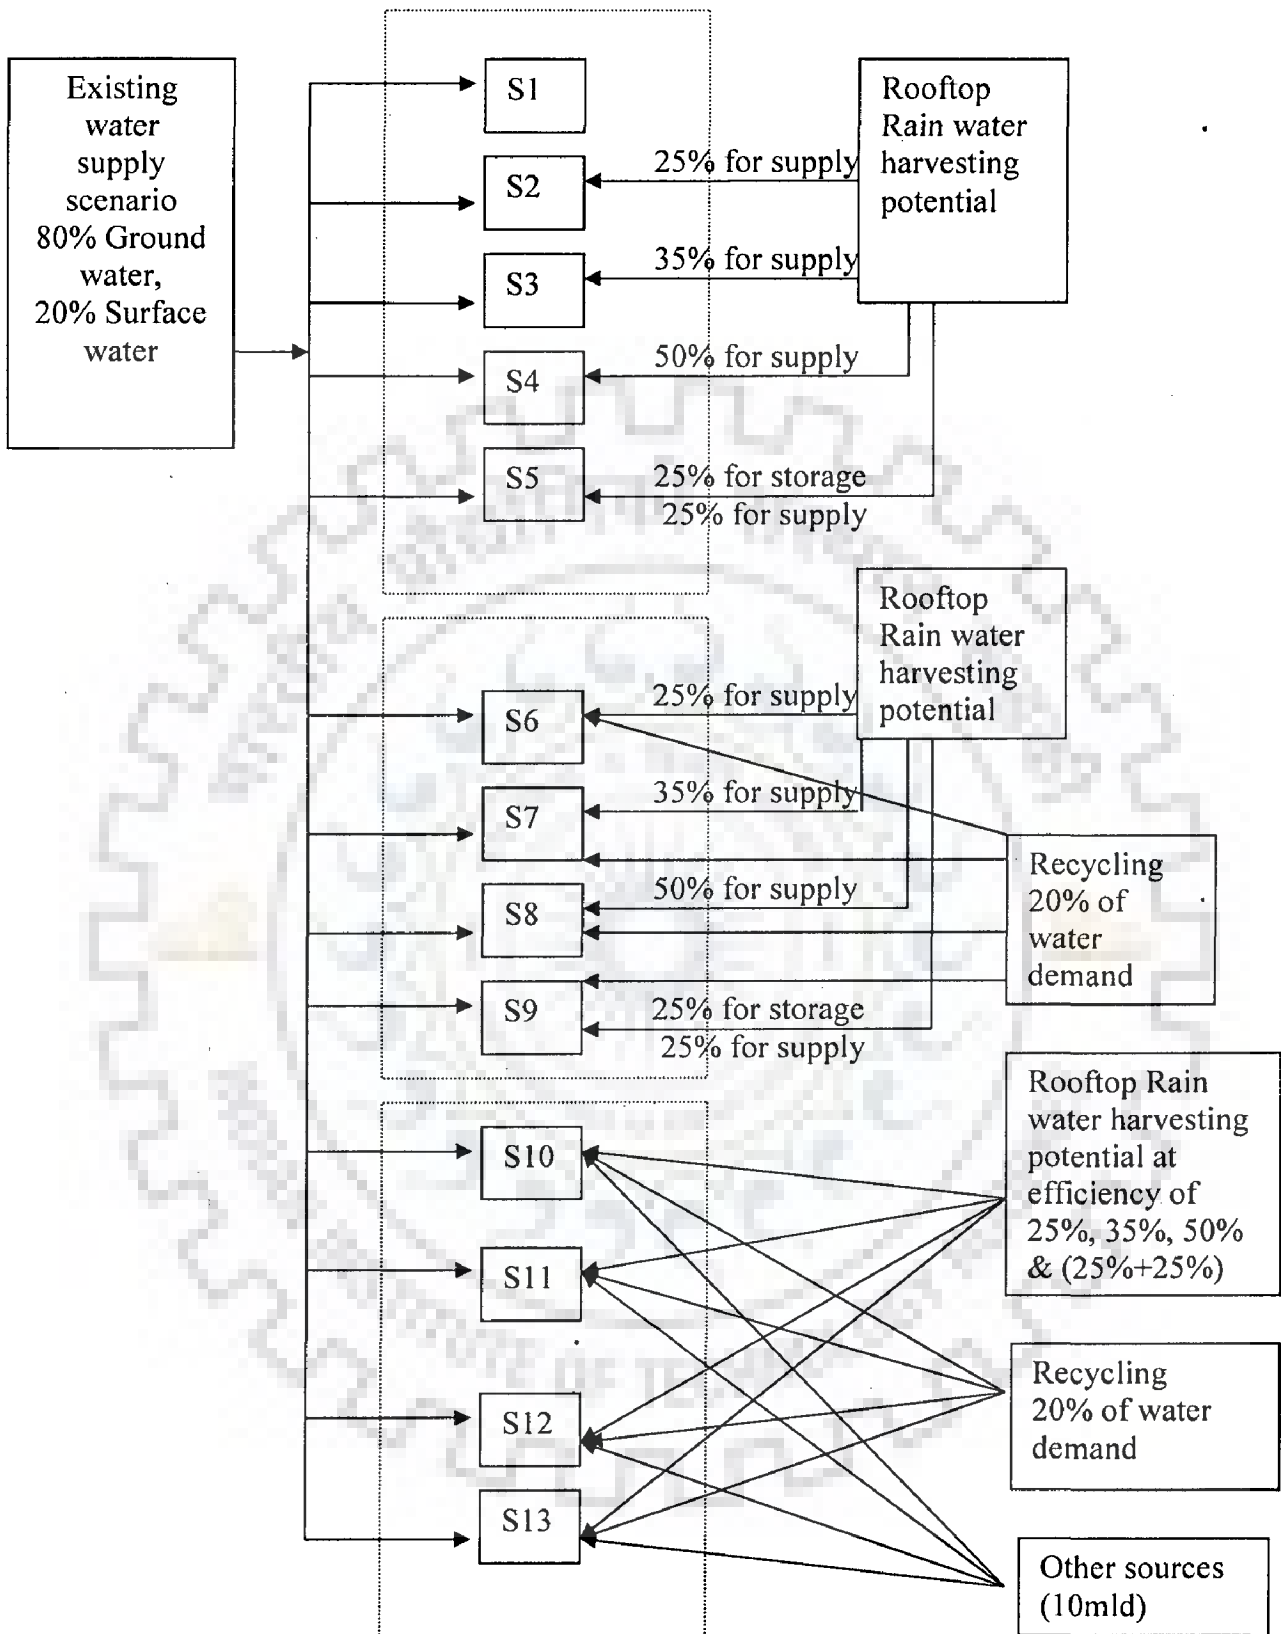 Existing
water
supply
scenario
80% Ground
water,
20% Surface
water
S1
S2
S3
S4
S5
25% for supply
35% for supply
50% for supply
25% for storage
25% for supply
Rooftop
Rain water
harvesting
potential
S6
S7
S8
S9
25% for supply
35% for supply
50% for supply
25% for storage
25% for supply
Rooftop
Rain water
harvesting
potential
Recycling
20% of
water
demand
S10
S11
S12
S13
Rooftop Rain
water harvesting
potential at
efficiency of
25%, 35%, 50%
& (25%+25%)
Recycling
20% of water
demand
Other sources
(10mld)